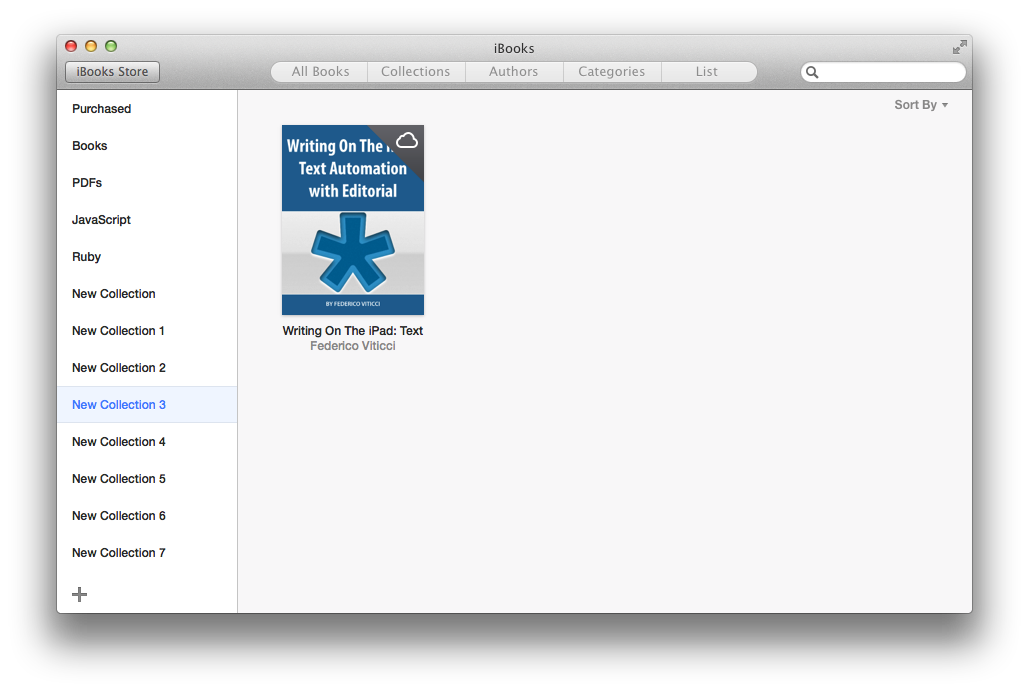 iBooks
iBooks Store
All Books
Collections
Authors
Categories
List
Sort By
Purchased
Books
PDFs
JavaScript
Ruby
New Collection
New Collection 1
New Collection 2
New Collection 3
New Collection 4
New Collection 5
New Collection 6
New Collection 7
Writing On The
Text Automation
with Editorial
BY FEDERICO VITICCI
Writing On The iPad: Text
Federico Viticci